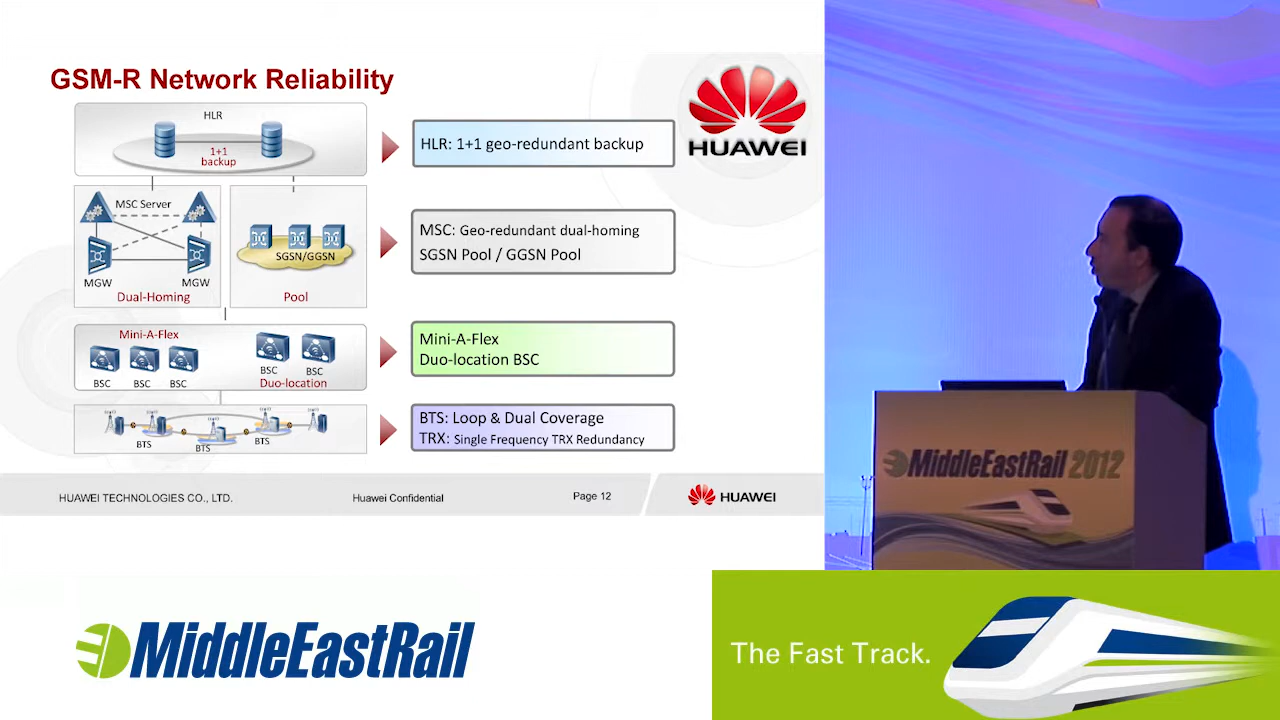 GSM-R Network Reliability
HUAWEI
HLR
1+1
backup
HLR: 1+1 geo-redundant backup
MSC Server
MGW
MGW
Dual-Homing
SGSN/GGSN
Pool
MSC: Geo-redundant dual-homing
SGSN Pool / GGSN Pool
Mini-A-Flex
BSC
BSC
BSC
BSC
BSC
Duo-location
Mini-A-Flex
Duo-location BSC
BTS
BTS
BTS
BTS: Loop & Dual Coverage
TRX: Single Frequency TRX Redundancy
HUAWEI TECHNOLOGIES CO., LTD.
Huawei Confidential
Page 12
HUAWEI
MiddleEastRail 2012
MiddleEastRail
The Fast Track.